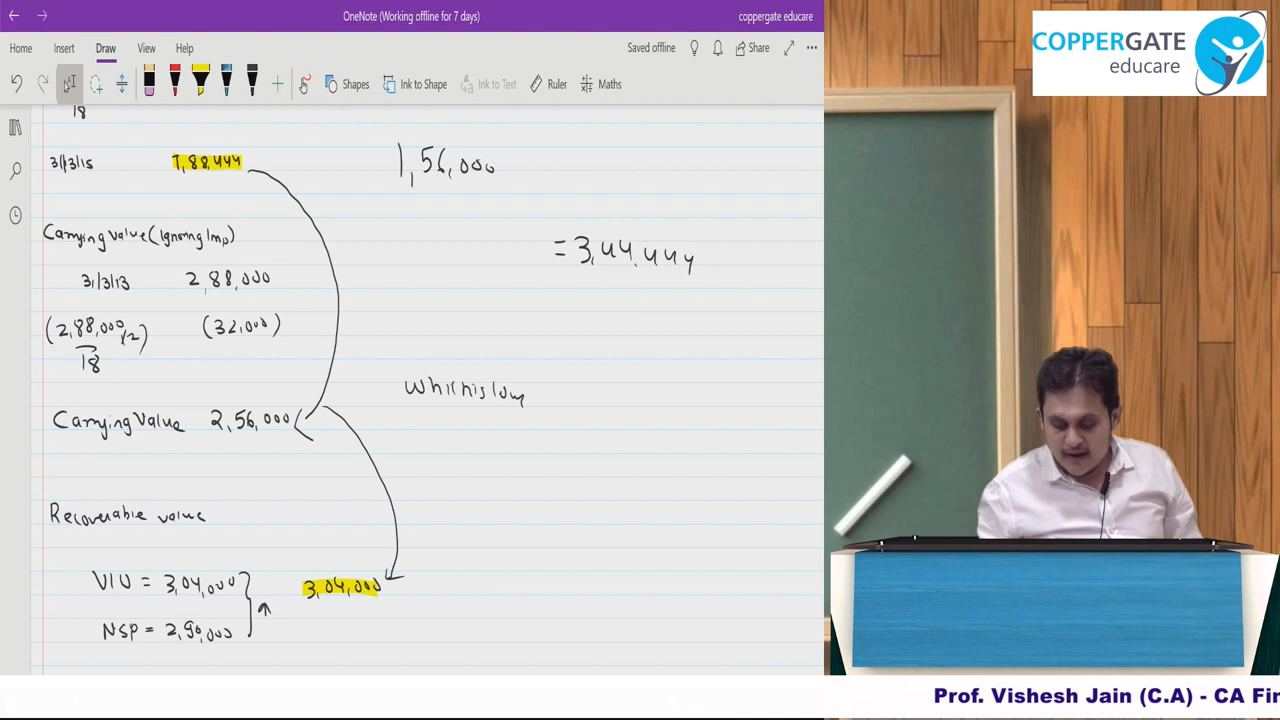 OneNote (Working offline for 7 days)
coppergate educare
Home Insert Draw View Help
Saved offline
Share
Shapes
Ink to Shape
Ink to Text
Ruler
Maths
18
31/3/15 1,88,444
1,56,000
Carrying value (Ignoring Imp)
= 3,44,444
31/3/13 2,88,000
(2,88,000/18 x2) (32,000)
Carrying Value 2,56,000
Recoverable value
VIU = 3,04,000
3,04,000
NSP = 2,90,000
COPPERGATE
educare
Prof. Vishesh Jain (C.A) - CA Fin